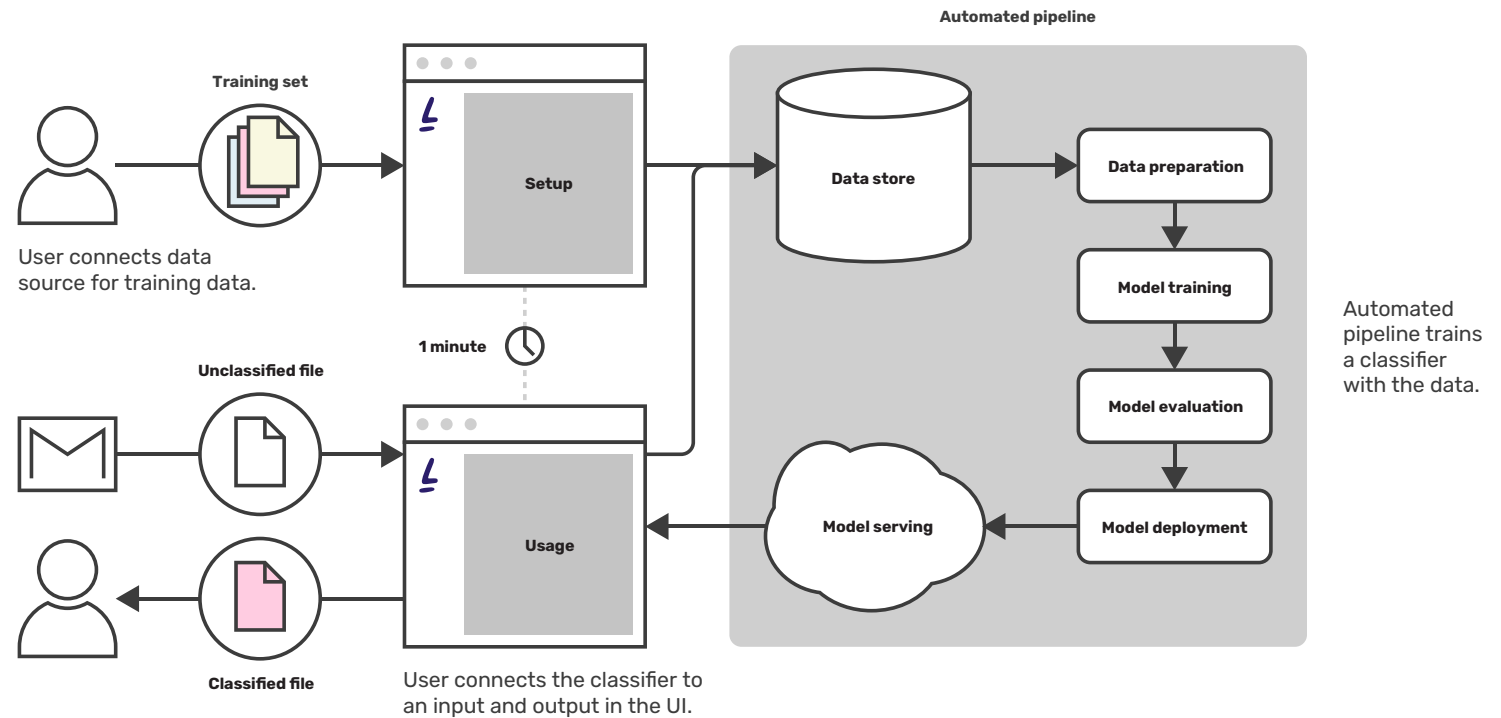 Automated pipeline
Training set
Setup
Data store
Data preparation
User connects data
source for training data.
Model training
Automated
pipeline trains
a classifier
with the data.
1 minute
Unclassified file
Model evaluation
Usage
Model serving
Model deployment
Classified file
User connects the classifier to
an input and output in the UI.